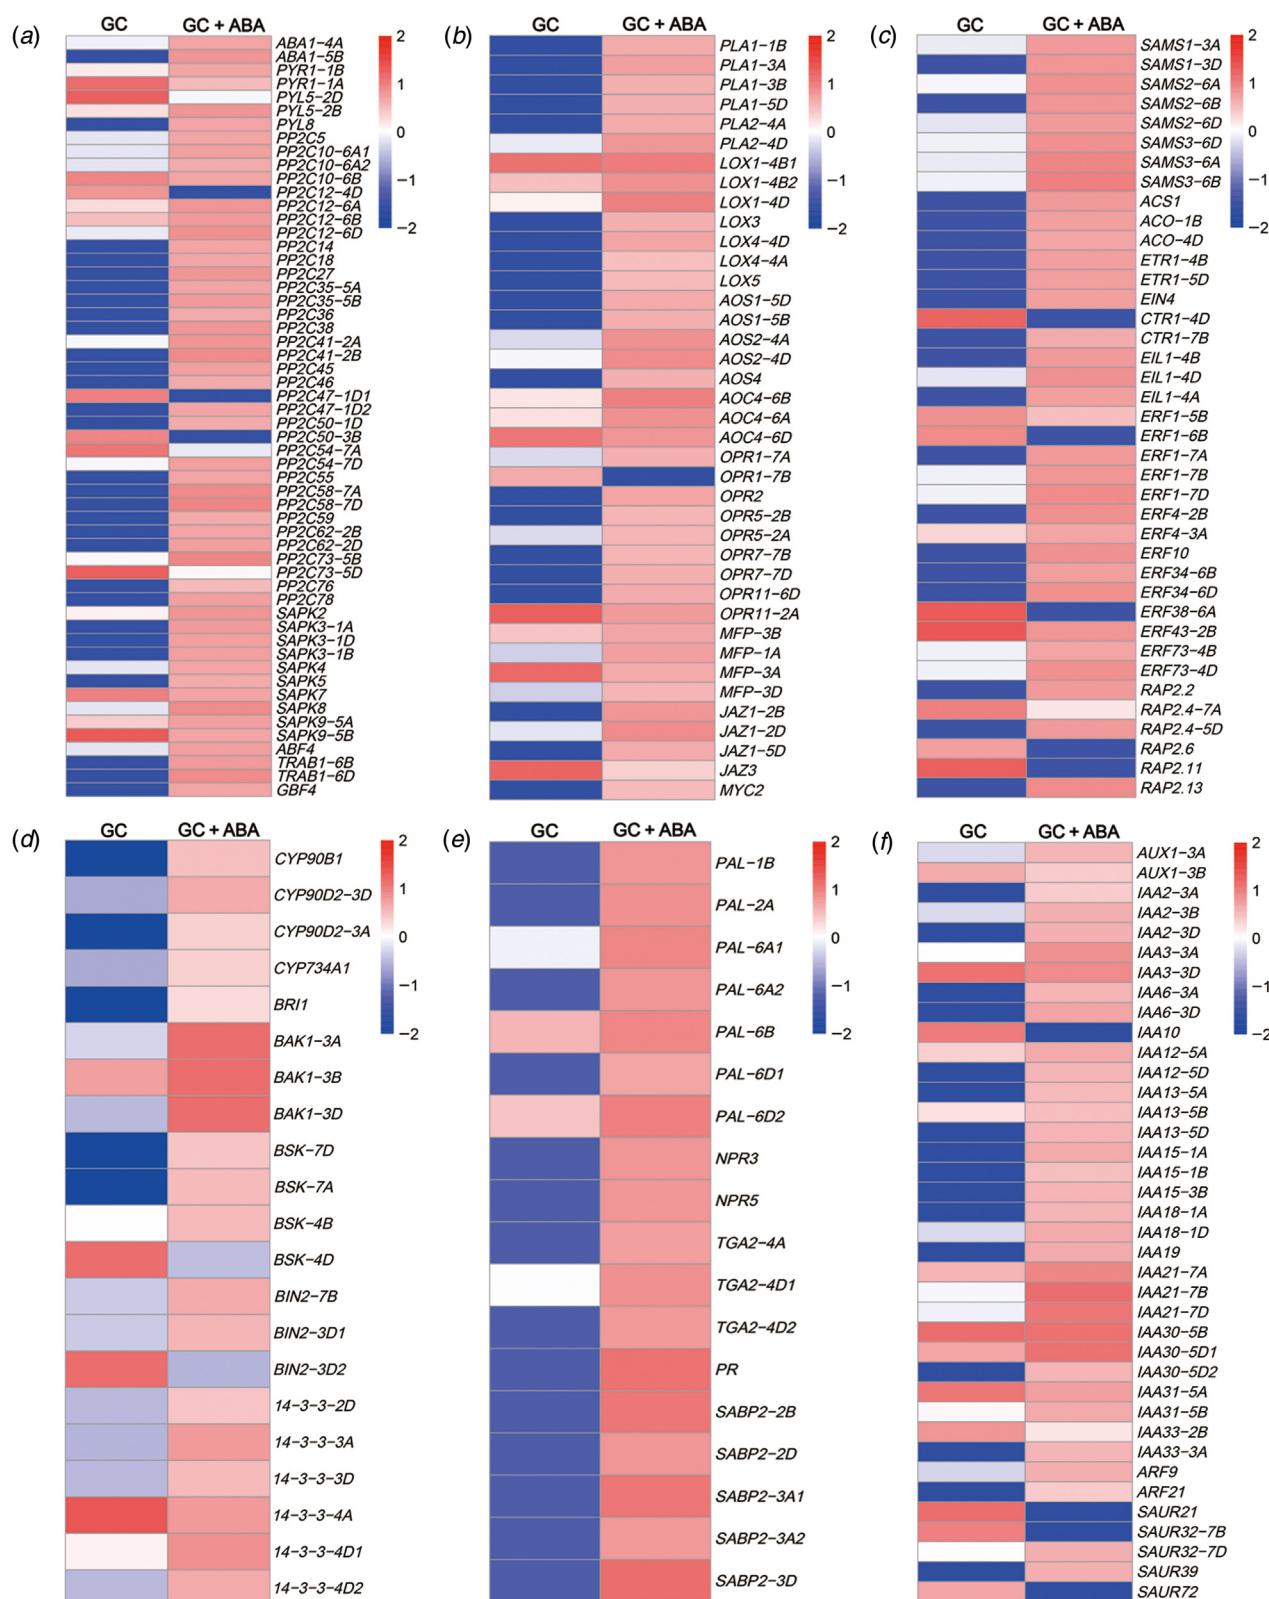 (a)
GC GC + ABA
ABA1−4A
ABA1−5B
PYR1−1B
PYR1−1A
PYL5−2D
PYL5−2B
PYL8
PP2C5
PP2C10−6A1
PP2C10−6A2
PP2C10−6B
PP2C12−4D
PP2C12−6A
PP2C12−6B
PP2C12−6D
PP2C14
PP2C18
PP2C27
PP2C35−5A
PP2C35−5B
PP2C36
PP2C38
PP2C41−2A
PP2C41−2B
PP2C45
PP2C46
PP2C47−1D1
PP2C47−1D2
PP2C50−1D
PP2C50−3B
PP2C54−7A
PP2C54−7D
PP2C55
PP2C58−7A
PP2C58−7D
PP2C59
PP2C62−2B
PP2C62−2D
PP2C73−5B
PP2C73−5D
PP2C76
PP2C78
SAPK2
SAPK3−1A
SAPK3−1D
SAPK3−1B
SAPK4
SAPK5
SAPK7
SAPK8
SAPK9−5A
SAPK9−5B
ABF4
TRAB1−6B
TRAB1−6D
GBF4
2
1
0
−1
−2
(b)
GC GC + ABA
PLA1−1B
PLA1−3A
PLA1−3B
PLA1−5D
PLA2−4A
PLA2−4D
LOX1−4B1
LOX1−4B2
LOX1−4D
LOX3
LOX4−4D
LOX4−4A
LOX5
AOS1−5D
AOS1−5B
AOS2−4A
AOS2−4D
AOS4
AOC4−6B
AOC4−6A
AOC4−6D
OPR1−7A
OPR1−7B
OPR2
OPR5−2B
OPR5−2A
OPR7−7B
OPR7−7D
OPR11−6D
OPR11−2A
MFP−3B
MFP−1A
MFP−3A
MFP−3D
JAZ1−2B
JAZ1−2D
JAZ1−5D
JAZ3
MYC2
2
1
0
−1
−2
(c)
GC GC + ABA
SAMS1−3A
SAMS1−3D
SAMS2−6A
SAMS2−6B
SAMS2−6D
SAMS3−6D
SAMS3−6A
SAMS3−6B
ACS1
ACO−1B
ACO−4D
ETR1−4B
ETR1−5D
EIN4
CTR1−4D
CTR1−7B
EIL1−4B
EIL1−4D
EIL1−4A
ERF1−5B
ERF1−6B
ERF1−7A
ERF1−7B
ERF1−7D
ERF4−2B
ERF4−3A
ERF10
ERF34−6B
ERF34−6D
ERF38−6A
ERF43−2B
ERF73−4B
ERF73−4D
RAP2.2
RAP2.4−7A
RAP2.4−5D
RAP2.6
RAP2.11
RAP2.13
2
1
0
−1
−2
(d)
GC GC + ABA
CYP90B1
CYP90D2−3D
CYP90D2−3A
CYP734A1
BRI1
BAK1−3A
BAK1−3B
BAK1−3D
BSK−7D
BSK−7A
BSK−4B
BSK−4D
BIN2−7B
BIN2−3D1
BIN2−3D2
14−3−3−2D
14−3−3−3A
14−3−3−3D
14−3−3−4A
14−3−3−4D1
14−3−3−4D2
2
1
0
−1
−2
(e)
GC GC + ABA
PAL−1B
PAL−2A
PAL−6A1
PAL−6A2
PAL−6B
PAL−6D1
PAL−6D2
NPR3
NPR5
TGA2−4A
TGA2−4D1
TGA2−4D2
PR
SABP2−2B
SABP2−2D
SABP2−3A1
SABP2−3A2
SABP2−3D
2
1
0
−1
−2
(f)
GC GC + ABA
AUX1−3A
AUX1−3B
IAA2−3A
IAA2−3B
IAA2−3D
IAA3−3A
IAA3−3D
IAA6−3A
IAA6−3D
IAA10
IAA12−5A
IAA12−5D
IAA13−5A
IAA13−5B
IAA13−5D
IAA15−1A
IAA15−1B
IAA15−3B
IAA18−1A
IAA18−1D
IAA19
IAA21−7A
IAA21−7B
IAA21−7D
IAA30−5B
IAA30−5D1
IAA30−5D2
IAA31−5A
IAA31−5B
IAA33−2B
IAA33−3A
ARF9
ARF21
SAUR21
SAUR32−7B
SAUR32−7D
SAUR39
SAUR72
2
1
0
−1
−2